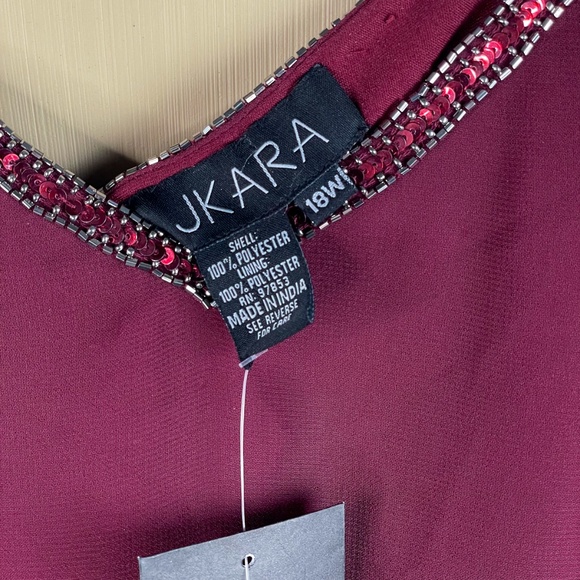 JKARA
18W
SHELL:
100% POLYESTER
LINING:
100% POLYESTER
RN: 97853
MADE IN INDIA
SEE REVERSE
FOR CARE